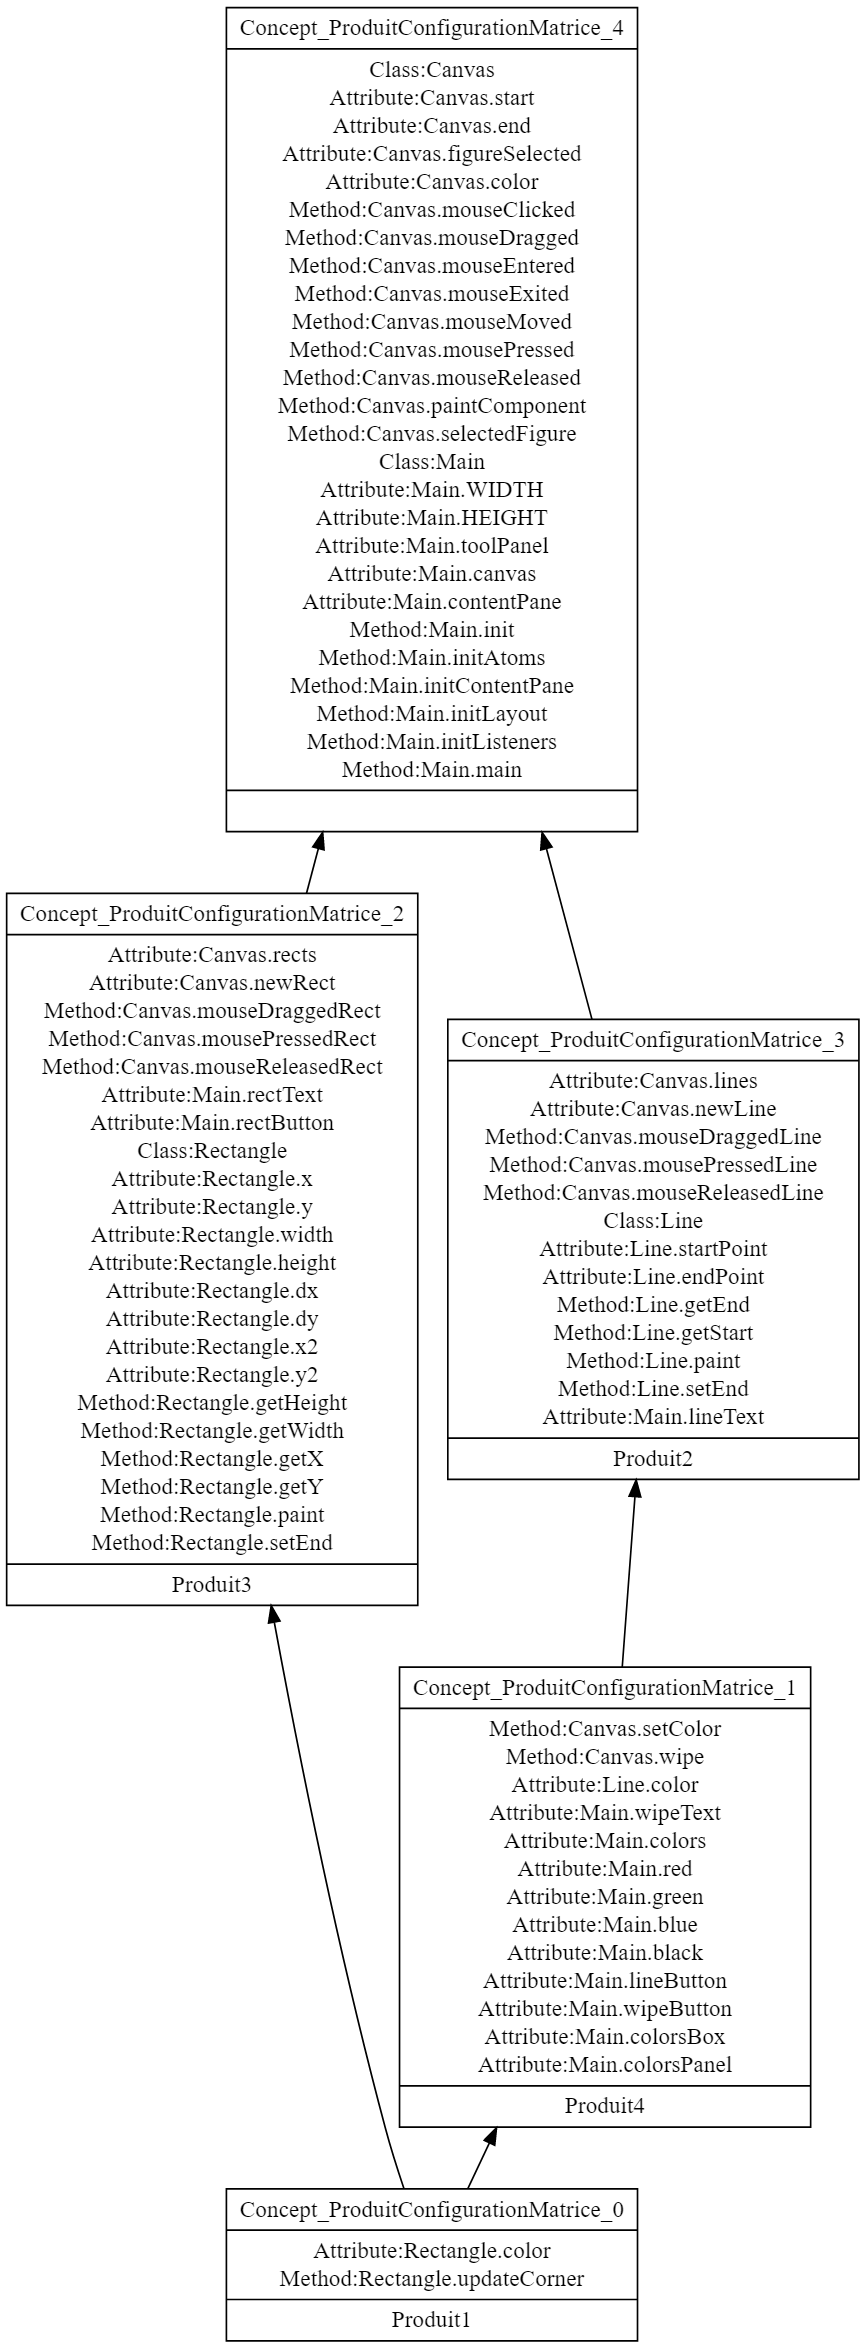 Concept_ProduitConfigurationMatrice_4
Class:Canvas
Attribute:Canvas.start
Attribute:Canvas.end
Attribute:Canvas.figureSelected
Attribute:Canvas.color
Method:Canvas.mouseClicked
Method:Canvas.mouseDragged
Method:Canvas.mouseEntered
Method:Canvas.mouseExited
Method:Canvas.mouseMoved
Method:Canvas.mousePressed
Method:Canvas.mouseReleased
Method:Canvas.paintComponent
Method:Canvas.selectedFigure
Class:Main
Attribute:Main.WIDTH
Attribute:Main.HEIGHT
Attribute:Main.toolPanel
Attribute:Main.canvas
Attribute:Main.contentPane
Method:Main.init
Method:Main.initAtoms
Method:Main.initContentPane
Method:Main.initLayout
Method:Main.initListeners
Method:Main.main
Concept_ProduitConfigurationMatrice_2
Attribute:Canvas.rects
Attribute:Canvas.newRect
Method:Canvas.mouseDraggedRect
Method:Canvas.mousePressedRect
Method:Canvas.mouseReleasedRect
Attribute:Main.rectText
Attribute:Main.rectButton
Class:Rectangle
Attribute:Rectangle.x
Attribute:Rectangle.y
Attribute:Rectangle.width
Attribute:Rectangle.height
Attribute:Rectangle.dx
Attribute:Rectangle.dy
Attribute:Rectangle.x2
Attribute:Rectangle.y2
Method:Rectangle.getHeight
Method:Rectangle.getWidth
Method:Rectangle.getX
Method:Rectangle.getY
Method:Rectangle.paint
Method:Rectangle.setEnd
Produit3
Concept_ProduitConfigurationMatrice_3
Attribute:Canvas.lines
Attribute:Canvas.newLine
Method:Canvas.mouseDraggedLine
Method:Canvas.mousePressedLine
Method:Canvas.mouseReleasedLine
Class:Line
Attribute:Line.startPoint
Attribute:Line.endPoint
Method:Line.getEnd
Method:Line.getStart
Method:Line.paint
Method:Line.setEnd
Attribute:Main.lineText
Produit2
Concept_ProduitConfigurationMatrice_1
Method:Canvas.setColor
Method:Canvas.wipe
Attribute:Line.color
Attribute:Main.wipeText
Attribute:Main.colors
Attribute:Main.red
Attribute:Main.green
Attribute:Main.blue
Attribute:Main.black
Attribute:Main.lineButton
Attribute:Main.wipeButton
Attribute:Main.colorsBox
Attribute:Main.colorsPanel
Produit4
Concept_ProduitConfigurationMatrice_0
Attribute:Rectangle.color
Method:Rectangle.updateCorner
Produit1